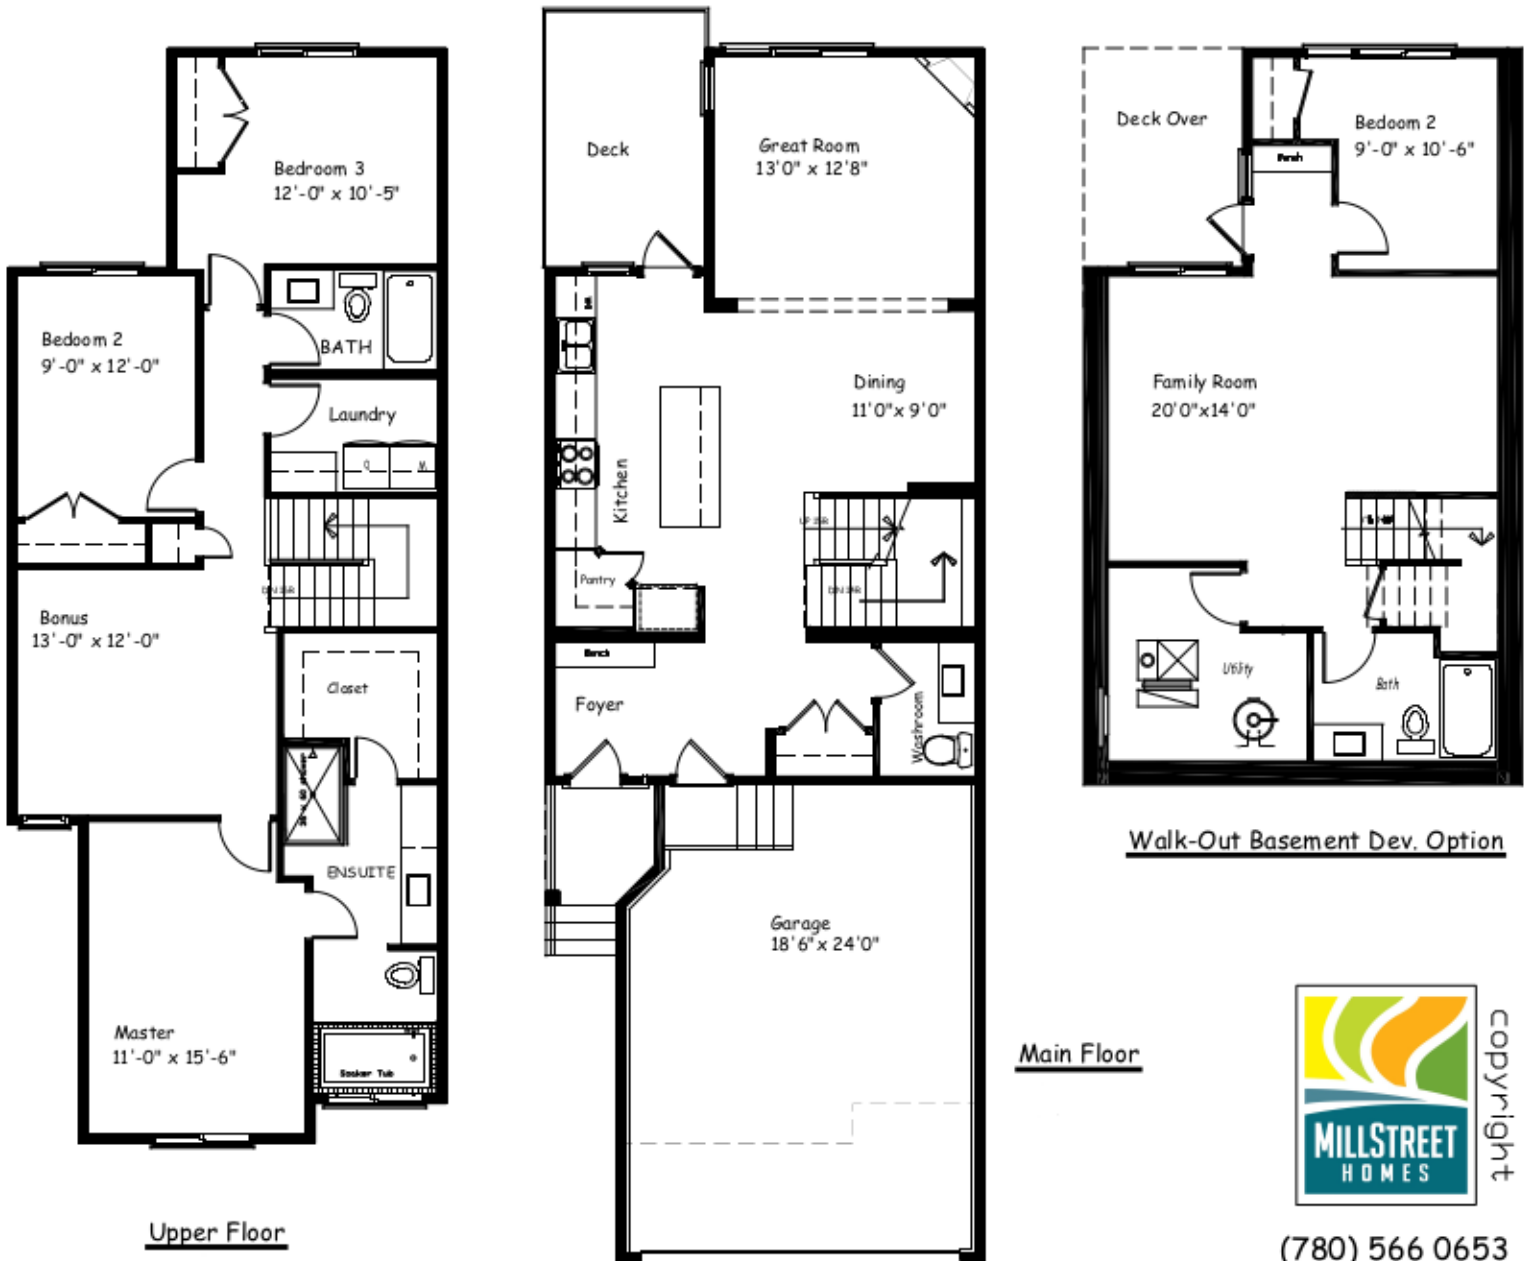 Bedroom 3
12'-0" x 10'-5"
Bedoom 2
9'-0" x 12'-0"
BATH
Laundry
Bonus
13'-0" x 12'-0"
Closet
ENSUITE
Master
11'-0" x 15'-6"
Soaker Tub
Upper Floor
Deck
Great Room
13'0" x 12'8"
Dining
11'0"x 9'0"
Kitchen
Pantry
Bench
Foyer
Washroom
Garage
18'6"x 24'0"
Main Floor
Deck Over
Bedoom 2
9'-0" x 10'-6"
Family Room
20'0"x14'0"
Utility
Bath
Walk-Out Basement Dev. Option
MILLSTREET
HOMES
copyright
(780) 566 0653